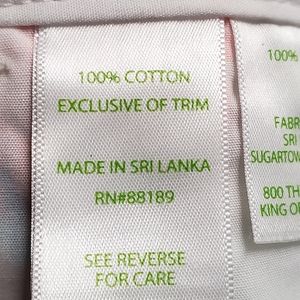 100% COTTON
EXCLUSIVE OF TRIM
MADE IN SRI LANKA
RN#88189
SEE REVERSE
FOR CARE
100%
FABR
SRI
SUGARTOW
800 TH
KING O